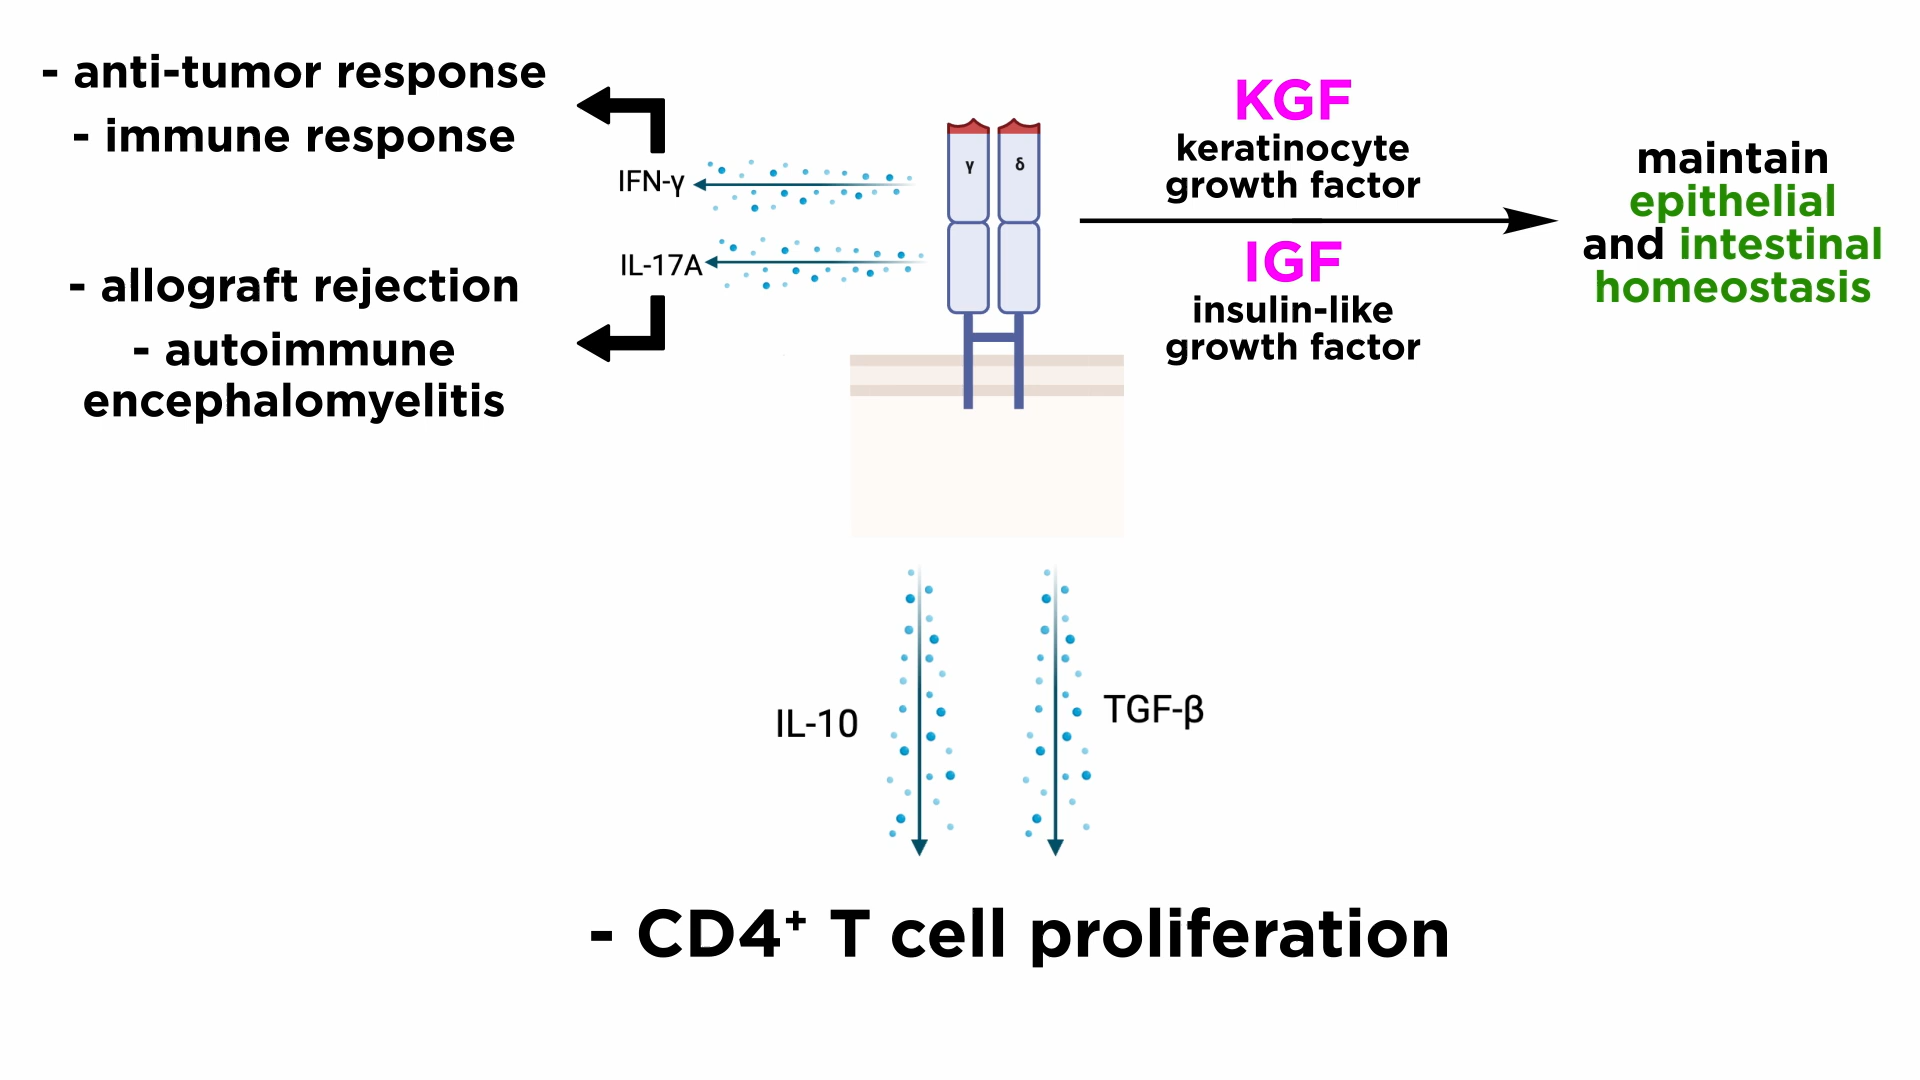 - anti-tumor response
- immune response
IFN-γ
IL-17A
- allograft rejection
- autoimmune
encephalomyelitis
γ
δ
KGF
keratinocyte
growth factor
IGF
insulin-like
growth factor
maintain
epithelial
and intestinal
homeostasis
IL-10
TGF-β
- CD4⁺ T cell proliferation